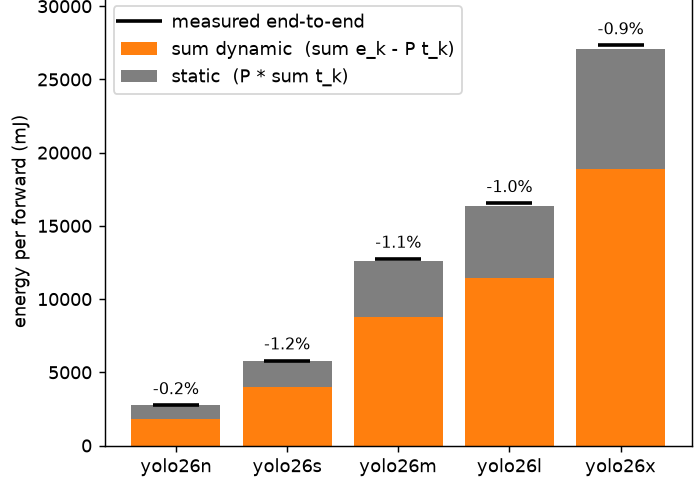 30000
25000
20000
15000
10000
5000
0
energy per forward (mJ)
measured end-to-end
sum dynamic  (sum e_k - P t_k)
static  (P * sum t_k)
-0.2%
-1.2%
-1.1%
-1.0%
-0.9%
yolo26n
yolo26s
yolo26m
yolo26l
yolo26x